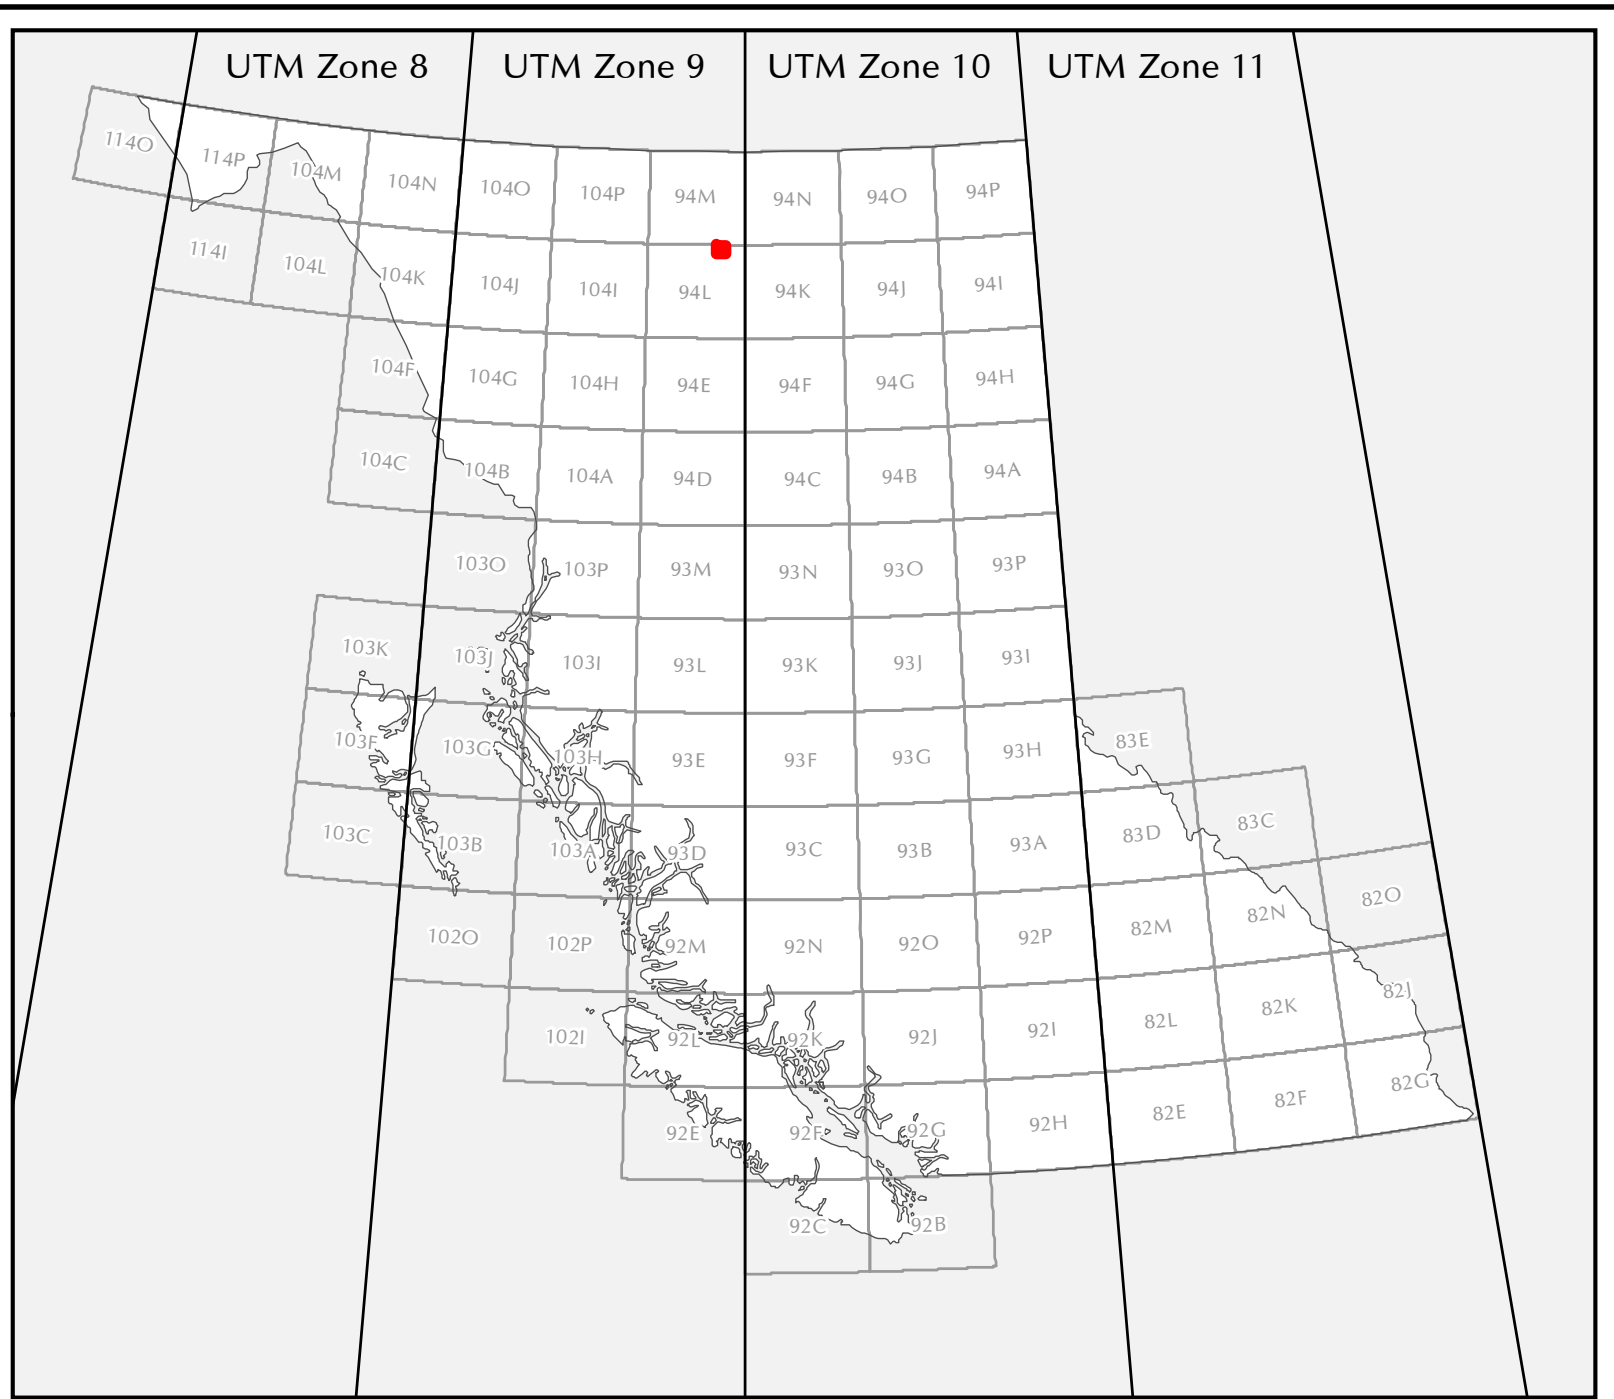 UTM Zone 8 UTM Zone 9 UTM Zone 10 UTM Zone 11
114O 114P 104M 104N 104O 104P 94M 94N 94O 94P
114I 104L 104K 104J 104I 94L 94K 94J 94I
104F 104G 104H 94E 94F 94G 94H
104C 104B 104A 94D 94C 94B 94A
103O 103P 93M 93N 93O 93P
103K 103J 103I 93L 93K 93J 93I
103F 103G 103H 93E 93F 93G 93H 83E
103C 103B 103A 93D 93C 93B 93A 83D 83C
102O 102P 92M 92N 92O 92P 82M 82N 82O
102I 92L 92K 92J 92I 82L 82K 82J
92E 92F 92G 92H 82E 82F 82G
92C 92B